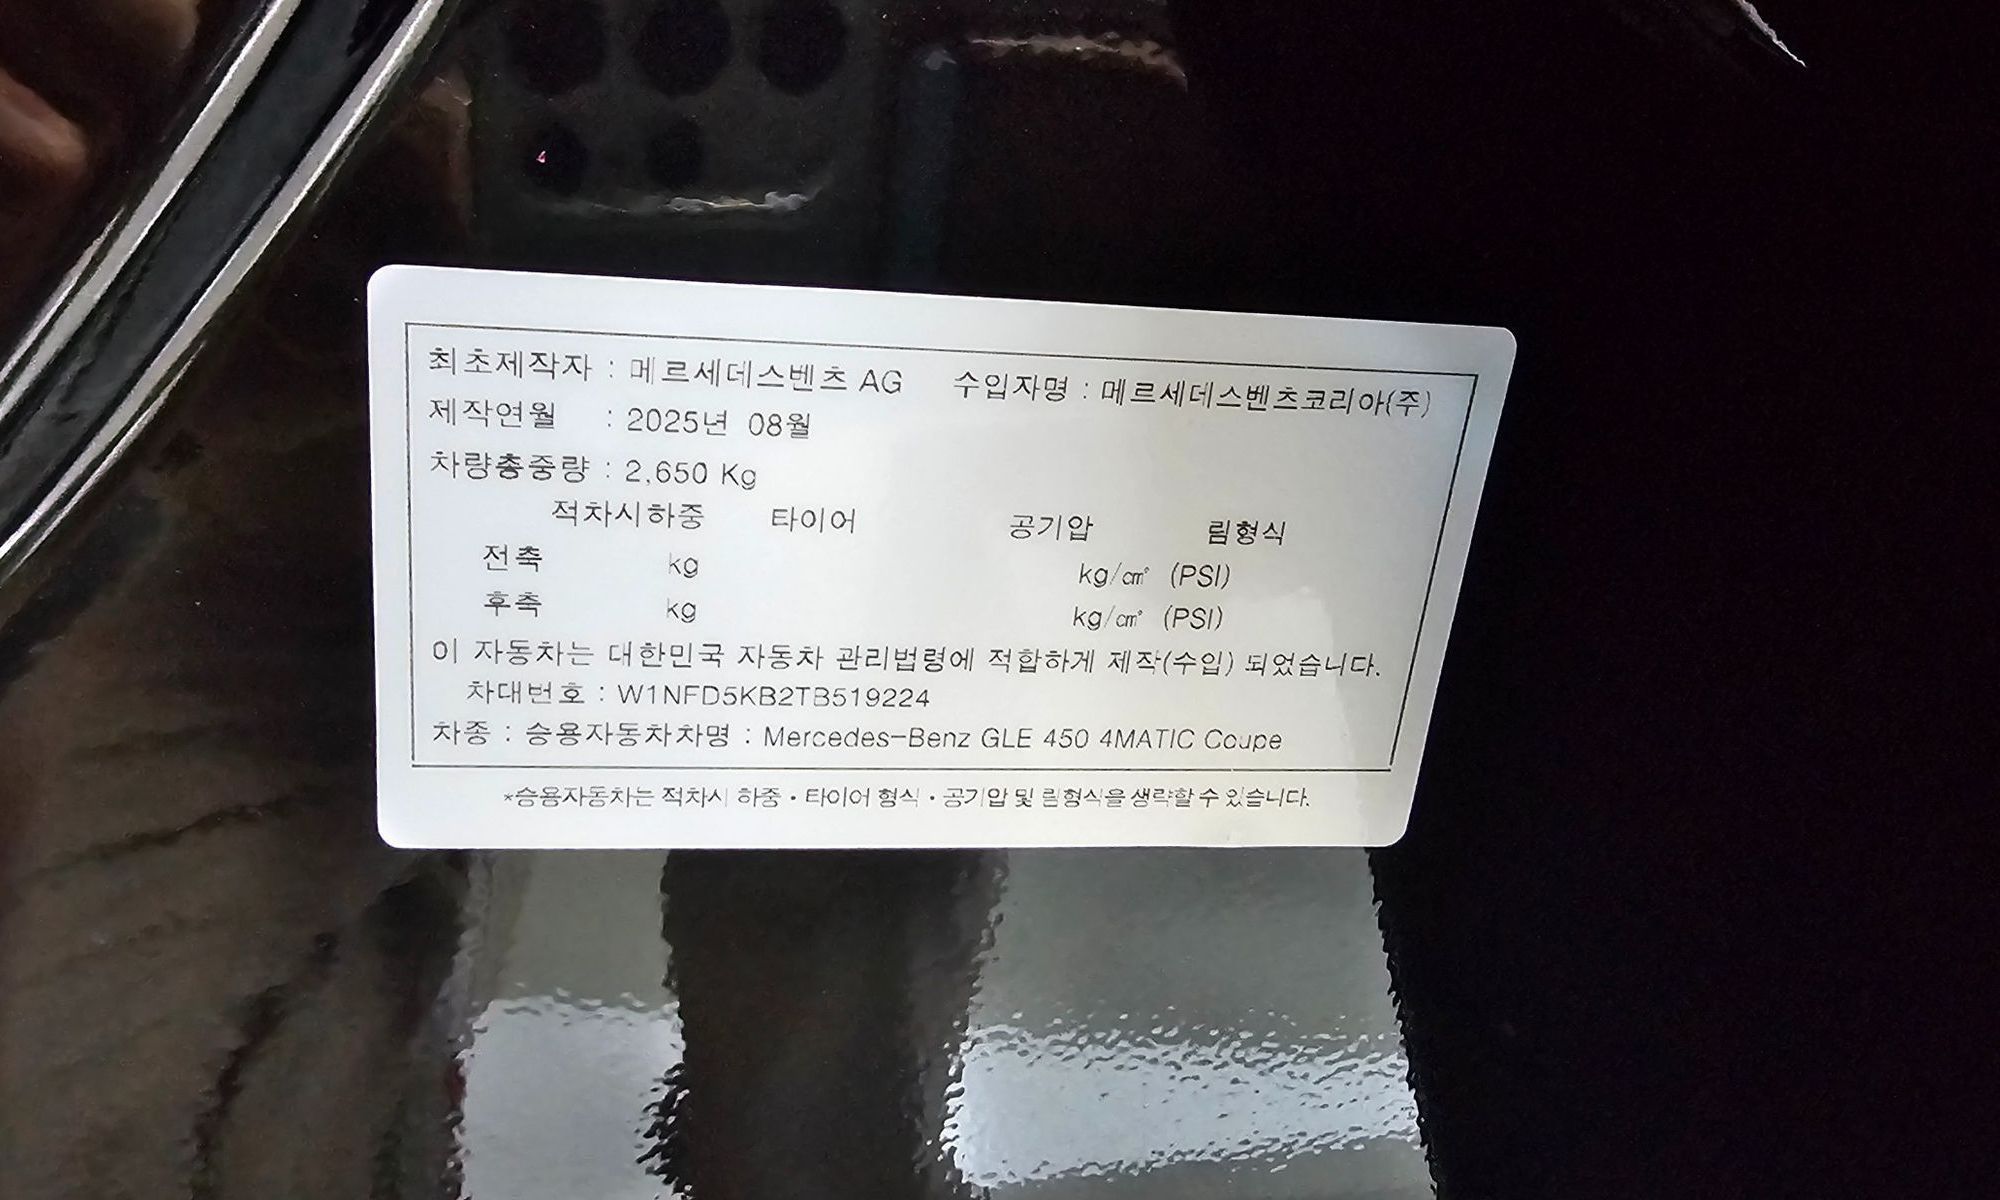 최초제작자 : 메르세데스벤츠 AG 수입자명 : 메르세데스벤츠코리아(주)
제작연월 : 2025년 08월
차량총중량 : 2,650 Kg
적차시하중 타이어 공기압 림형식
전축 kg kg/㎠ (PSI)
후축 kg kg/㎠ (PSI)
이 자동차는 대한민국 자동차 관리법령에 적합하게 제작(수입) 되었습니다.
차대번호 : W1NFD5KB2TB519224
차종 : 승용자동차차명 : Mercedes-Benz GLE 450 4MATIC Coupe
*승용자동차는 적차시 하중・타이어 형식・공기압 및 림형식을 생략할 수 있습니다.